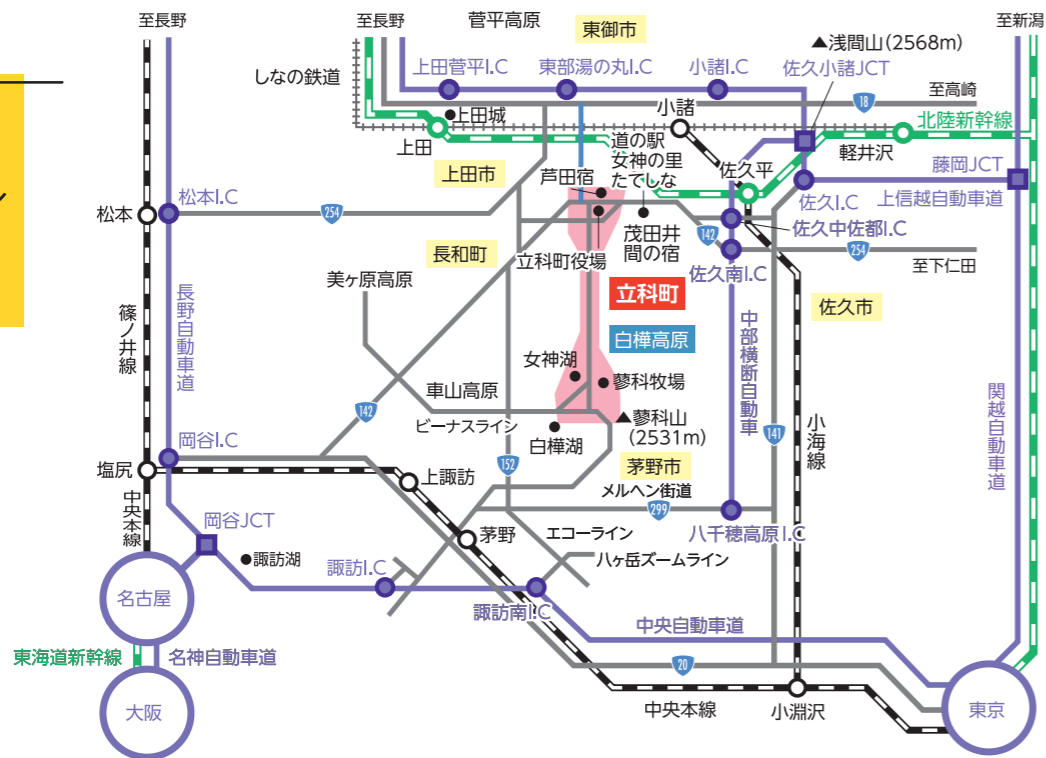 至長野
至長野
菅平高原
至新潟
東御市
▲浅間山(2568m)
上田菅平I.C
東部湯の丸I.C
小諸I.C
佐久小諸JCT
しなの鉄道
至高崎
18
●上田城
小諸
北陸新幹線
上田
道の駅
女神の里
たてしな
軽井沢
佐久平
藤岡JCT
上田市
芦田宿
松本I.C
佐久I.C
上信越自動車道
松本
254
茂田井
間の宿
142
佐久中佐都I.C
長和町
立科町役場
254
佐久南I.C
至下仁田
美ヶ原高原
立科町
佐久市
篠ノ井線
長野自動車道
白樺高原
中部横断自動車
女神湖
蓼科牧場
車山高原
関越自動車道
142
ビーナスライン
▲蓼科山
(2531m)
小海線
141
岡谷I.C
白樺湖
塩尻
152
茅野市
上諏訪
メルヘン街道
中央本線
299
岡谷JCT
茅野
エコーライン
八千穂高原I.C
●諏訪湖
諏訪I.C
八ヶ岳ズームライン
名古屋
諏訪南I.C
中央自動車道
東海道新幹線
名神自動車道
20
大阪
中央本線
小淵沢
東京